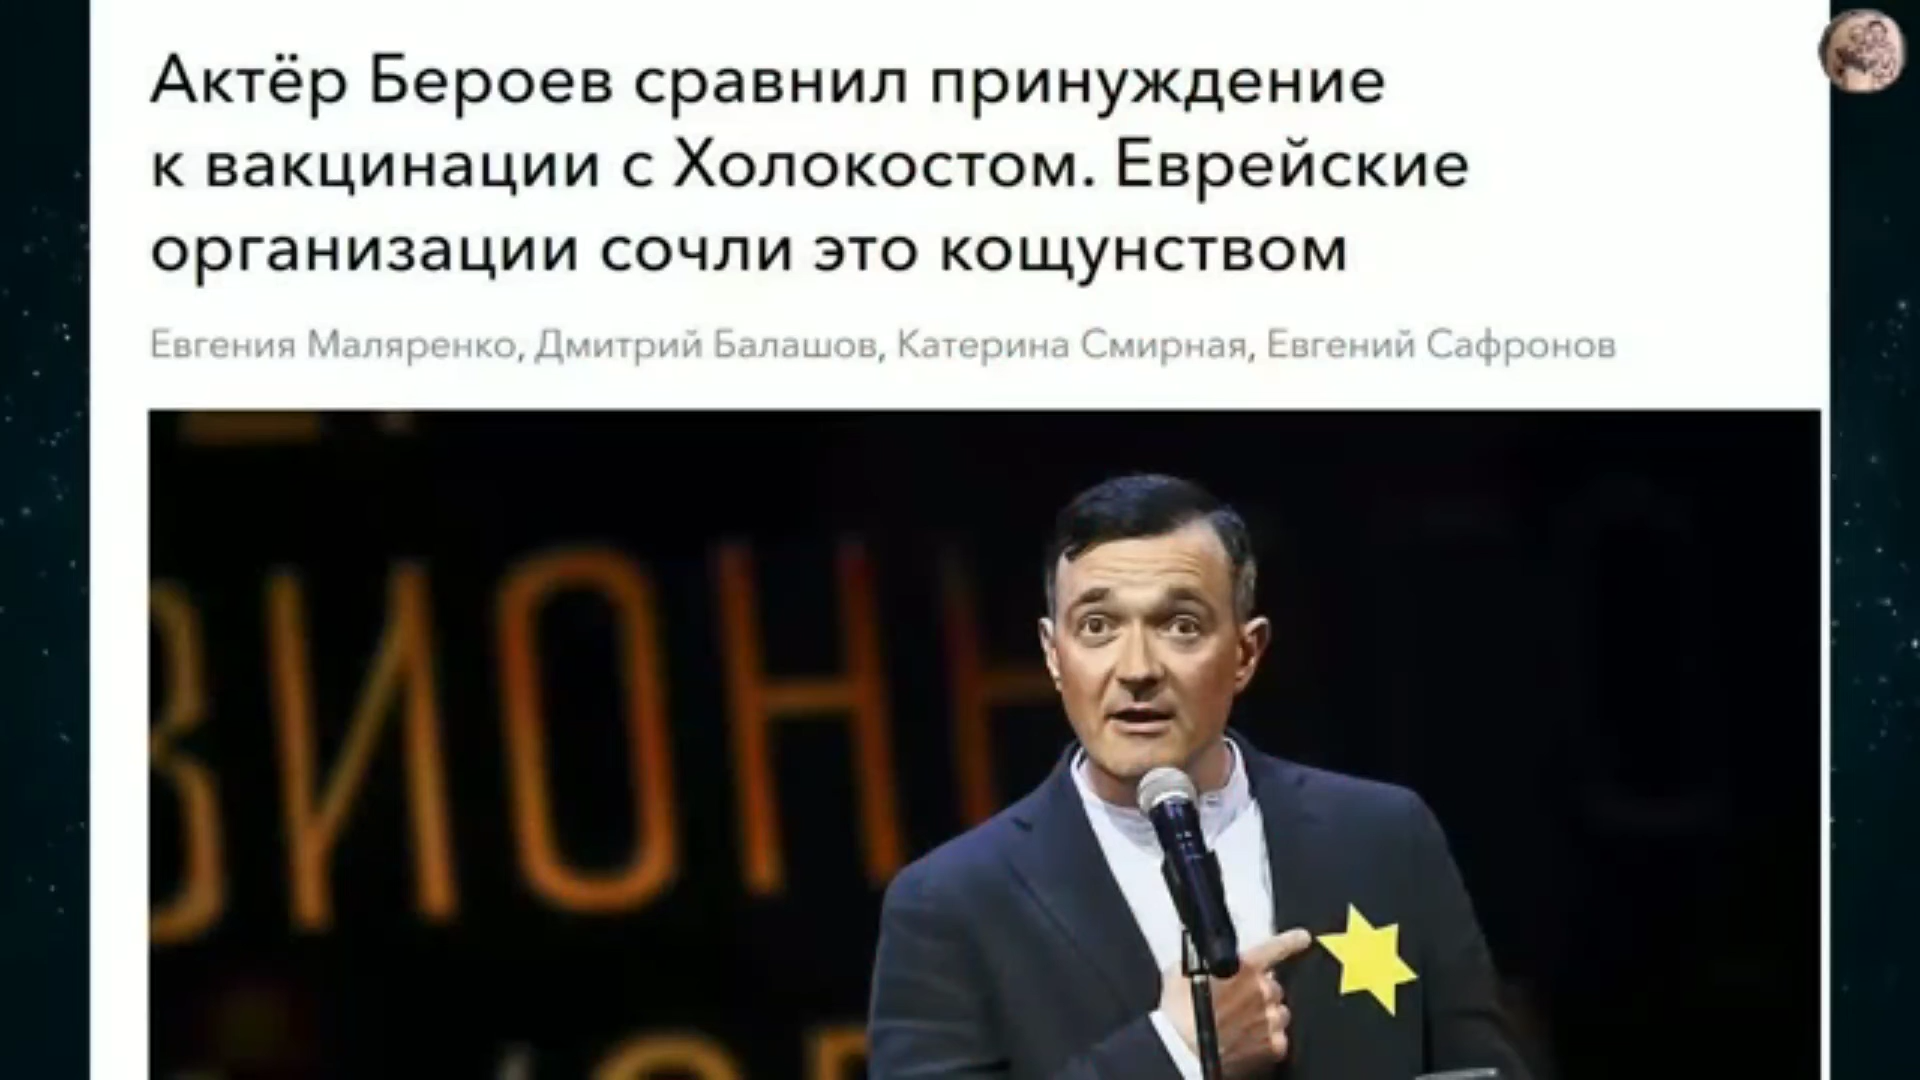 Актёр Бероев сравнил принуждение
к вакцинации с Холокостом. Еврейские
организации сочли это кощунством
Евгения Маляренко, Дмитрий Балашов, Катерина Смирная, Евгений Сафронов